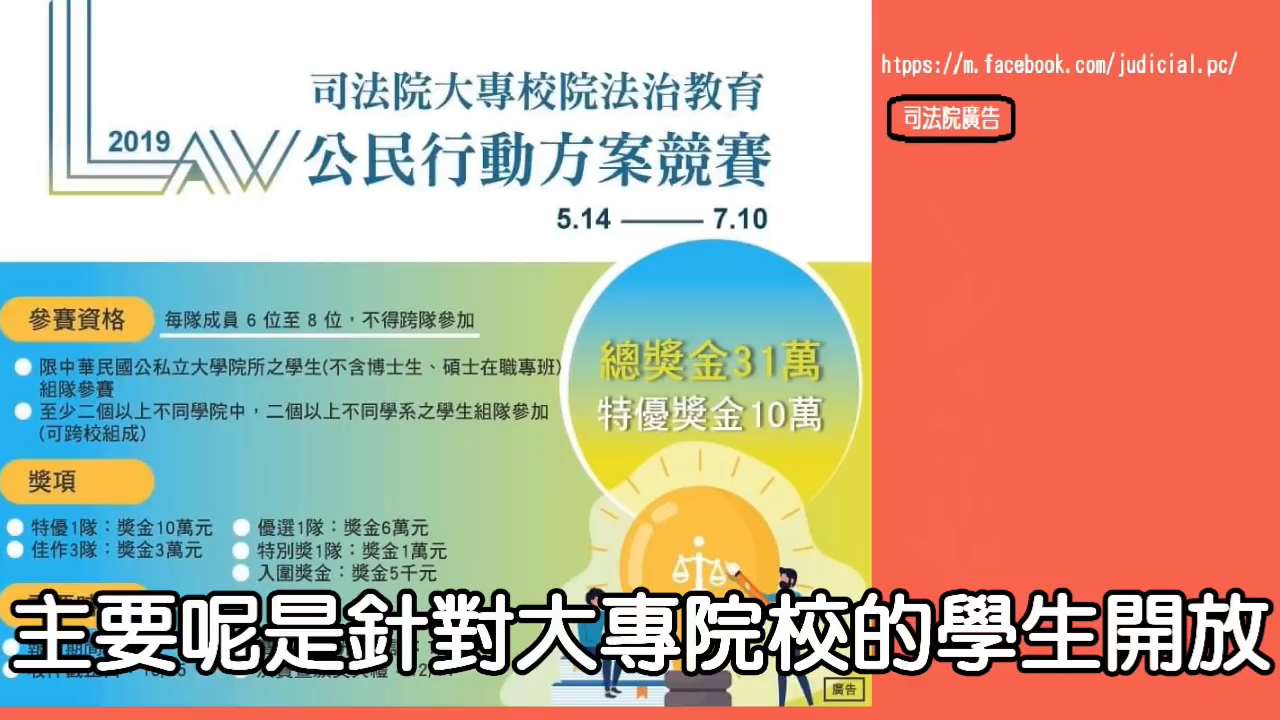 司法院大專校院法治教育
2019 LAW 公民行動方案競賽
5.14 — 7.10
htpps://m.facebook.com/judicial.pc/
司法院廣告
參賽資格 每隊成員 6 位至 8 位，不得跨隊參加
限中華民國公私立大學院所之學生(不含博士生、碩士在職專班)
組隊參賽
至少二個以上不同學院中，二個以上不同學系之學生組隊參加
(可跨校組成)
總獎金31萬
特優獎金10萬
獎項
特優1隊：獎金10萬元 優選1隊：獎金6萬元
佳作3隊：獎金3萬元 特別獎1隊：獎金1萬元
入圍獎金：獎金5千元
主要呢是針對大專院校的學生開放
廣告